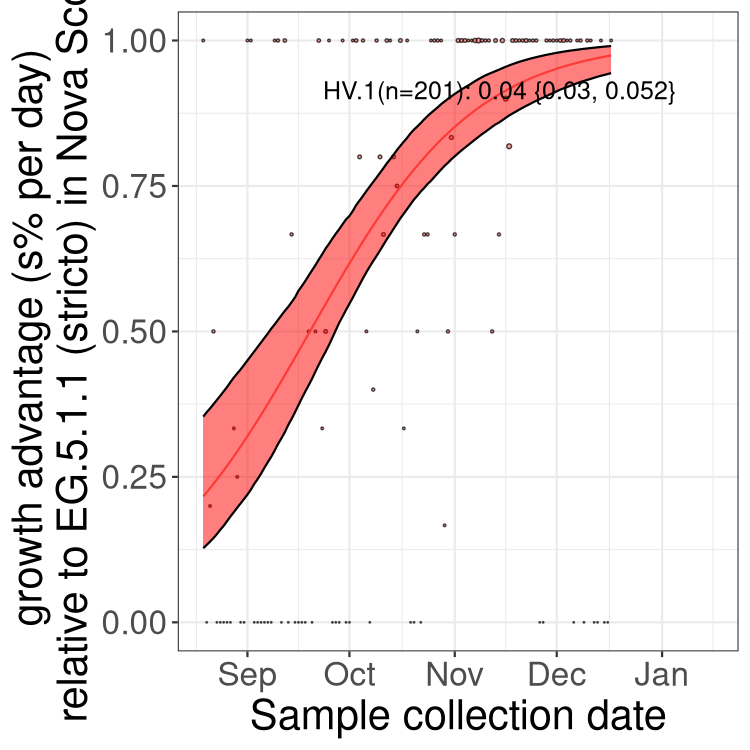 growth advantage (s% per day)
relative to EG.5.1.1 (stricto) in Nova Sco
1.00
0.75
0.50
0.25
0.00
HV.1(n=201): 0.04 {0.03, 0.052}
Sep Oct Nov Dec Jan
Sample collection date